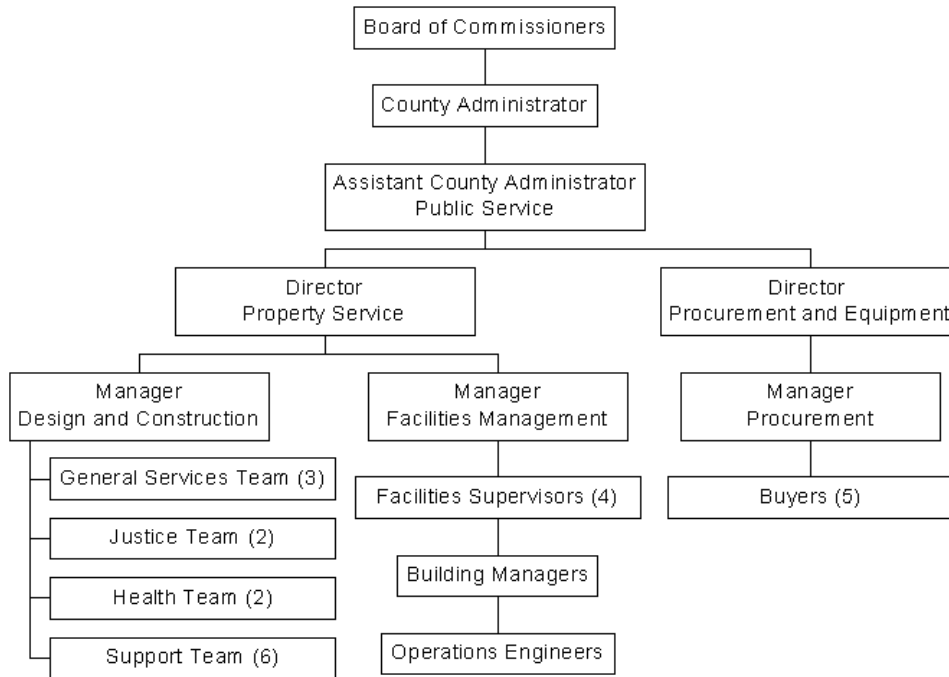 Board of Commissioners
County Administrator
Assistant County Administrator
Public Service
Director
Property Service
Director
Procurement and Equipment
Manager
Design and Construction
Manager
Facilities Management
Manager
Procurement
General Services Team (3)
Justice Team (2)
Health Team (2)
Support Team (6)
Facilities Supervisors (4)
Building Managers
Operations Engineers
Buyers (5)